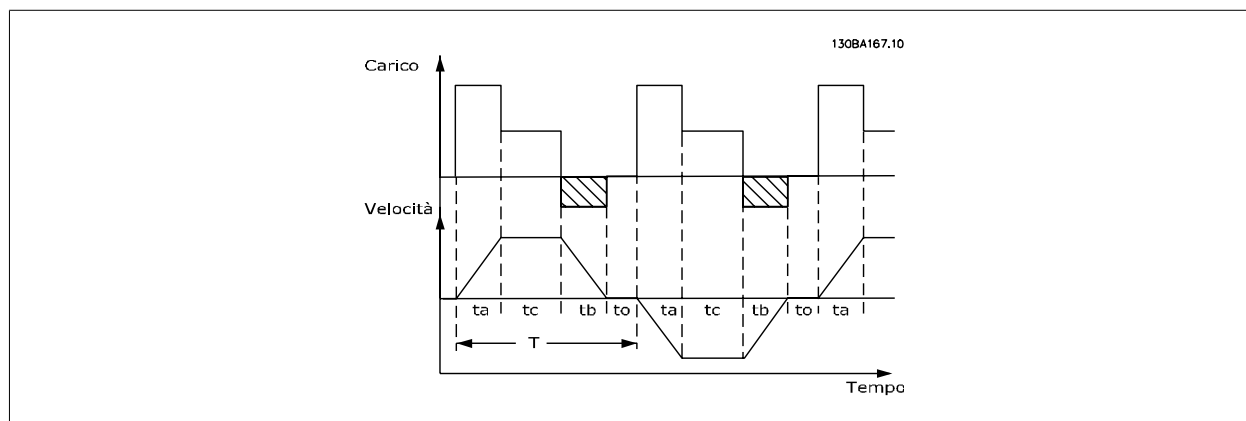 130BA167.10
Carico
Velocità
ta tc tb to ta tc tb to ta
T
Tempo